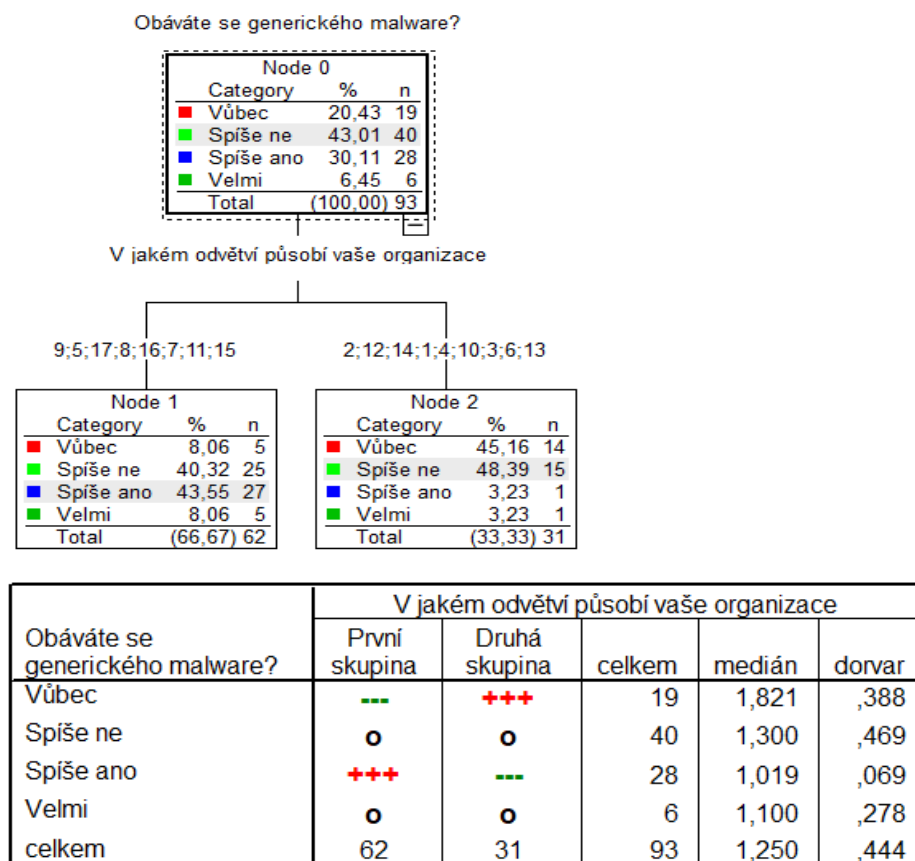 Obáváte se generického malware?
Node 0
Category % n
Vůbec 20,43 19
Spíše ne 43,01 40
Spíše ano 30,11 28
Velmi 6,45 6
Total (100,00) 93
V jakém odvětví působí vaše organizace
9;5;17;8;16;7;11;15
2;12;14;1;4;10;3;6;13
Node 1
Category % n
Vůbec 8,06 5
Spíše ne 40,32 25
Spíše ano 43,55 27
Velmi 8,06 5
Total (66,67) 62
Node 2
Category % n
Vůbec 45,16 14
Spíše ne 48,39 15
Spíše ano 3,23 1
Velmi 3,23 1
Total (33,33) 31
V jakém odvětví působí vaše organizace
Obáváte se
generického malware?
První
skupina
Druhá
skupina
celkem medián dorvar
Vůbec --- +++ 19 1,821 ,388
Spíše ne o o 40 1,300 ,469
Spíše ano +++ --- 28 1,019 ,069
Velmi o o 6 1,100 ,278
celkem 62 31 93 1,250 ,444